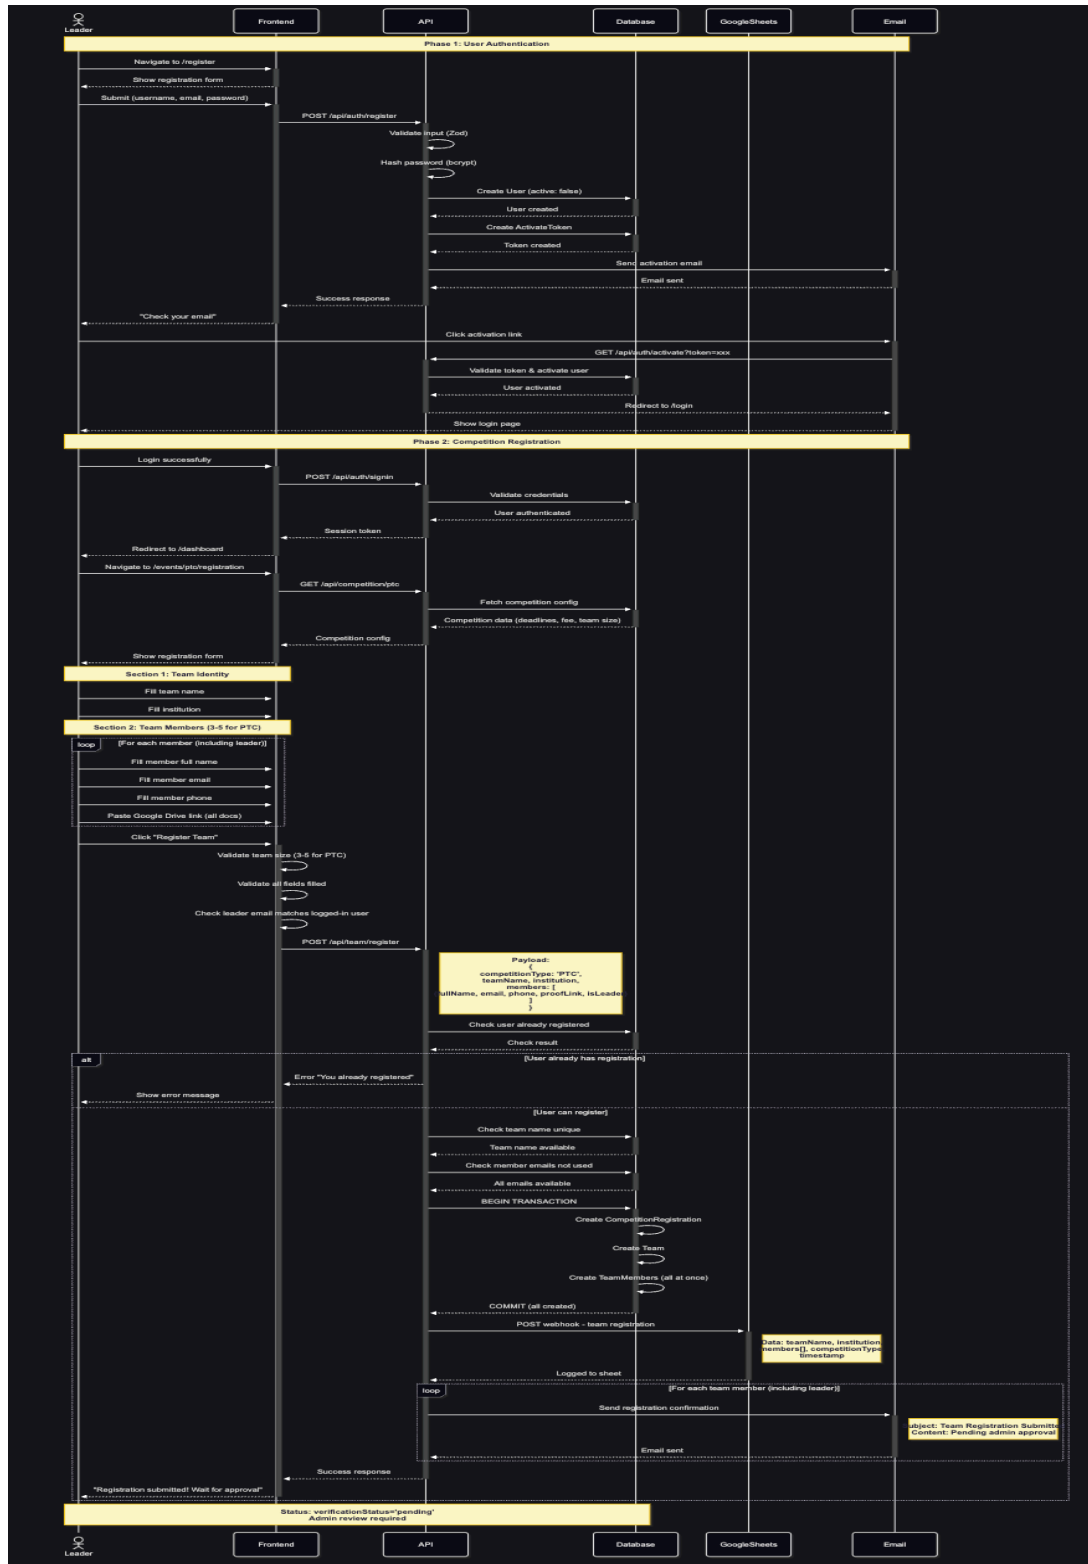 Leader
Frontend
API
Database
GoogleSheets
Email
Phase 1: User Authentication
Navigate to /register
Show registration form
Submit (username, email, password)
POST /api/auth/register
Validate input (Zod)
Hash password (bcrypt)
Create User (active: false)
User created
Create ActivateToken
Token created
Send activation email
Email sent
Success response
"Check your email"
Click activation link
GET /api/auth/activate?token=xxx
Validate token & activate user
User activated
Redirect to /login
Show login page
Phase 2: Competition Registration
Login successfully
POST /api/auth/signin
Validate credentials
User authenticated
Session token
Redirect to /dashboard
Navigate to /events/ptc/registration
GET /api/competition/ptc
Fetch competition config
Competition data (deadlines, fee, team size)
Competition config
Show registration form
Section 1: Team Identity
Fill team name
Fill institution
Section 2: Team Members (3-5 for PTC)
loop
[For each member (including leader)]
Fill member full name
Fill member email
Fill member phone
Paste Google Drive link (all docs)
Click "Register Team"
Validate team size (3-5 for PTC)
Validate all fields filled
Check leader email matches logged-in user
POST /api/team/register
Payload:
{
competitionType: 'PTC',
teamName, institution,
members: [
ullName, email, phone, proofLink, isLeader
]
}
Check user already registered
Check result
alt
[User already has registration]
Error "You already registered"
Show error message
[User can register]
Check team name unique
Team name available
Check member emails not used
All emails available
BEGIN TRANSACTION
Create CompetitionRegistration
Create Team
Create TeamMembers (all at once)
COMMIT (all created)
POST webhook - team registration
Data: teamName, institution,
members[], competitionType,
timestamp
Logged to sheet
loop
[For each team member (including leader)]
Send registration confirmation
ubject: Team Registration Submitte
Content: Pending admin approval
Email sent
Success response
"Registration submitted! Wait for approval"
Status: verificationStatus='pending'
Admin review required
Leader
Frontend
API
Database
GoogleSheets
Email